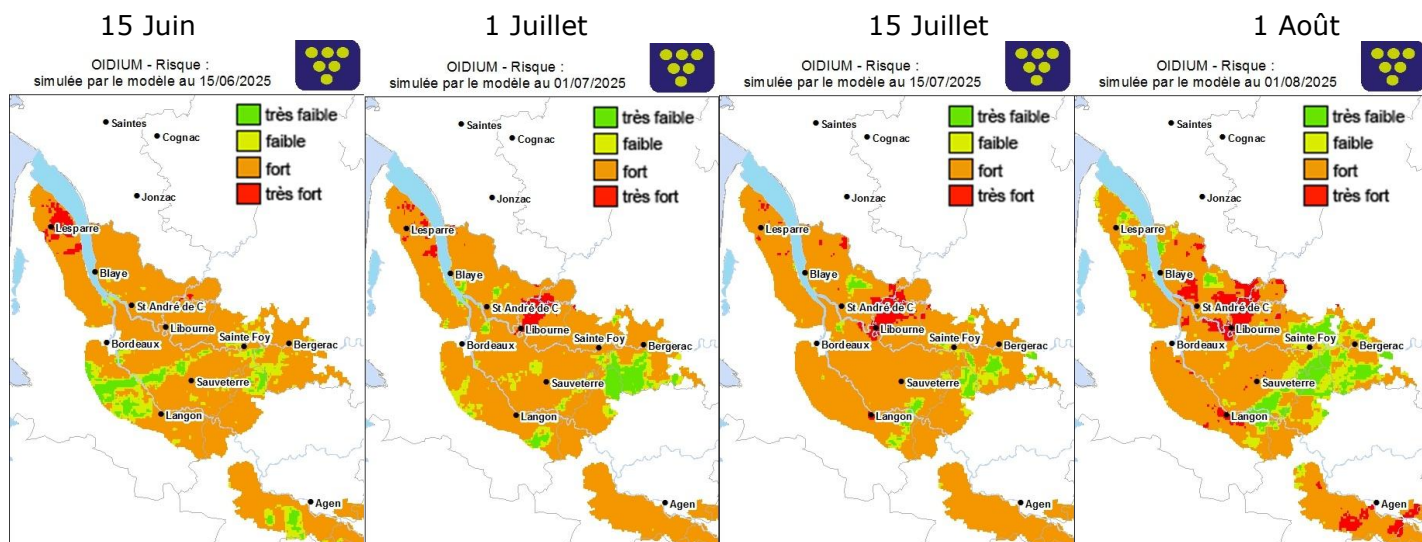 15 Juin
OIDIUM - Risque :
simulée par le modèle au 15/06/2025
très faible
faible
fort
très fort
Saintes
Cognac
Jonzac
Lesparre
Blaye
St André de C
Libourne
Sainte Foy
Bordeaux
Bergerac
Sauveterre
Langon
Agen
1 Juillet
OIDIUM - Risque :
simulée par le modèle au 01/07/2025
très faible
faible
fort
très fort
Saintes
Cognac
Jonzac
Lesparre
Blaye
St André de C
Libourne
Sainte Foy
Bordeaux
Bergerac
Sauveterre
Langon
Agen
15 Juillet
OIDIUM - Risque :
simulée par le modèle au 15/07/2025
très faible
faible
fort
très fort
Saintes
Cognac
Jonzac
Lesparre
Blaye
St André de C
Libourne
Sainte Foy
Bordeaux
Bergerac
Sauveterre
Langon
Agen
1 Août
OIDIUM - Risque :
simulée par le modèle au 01/08/2025
très faible
faible
fort
très fort
Saintes
Cognac
Jonzac
Lesparre
Blaye
St André de C
Libourne
Sainte Foy
Bordeaux
Bergerac
Sauveterre
Langon
Agen